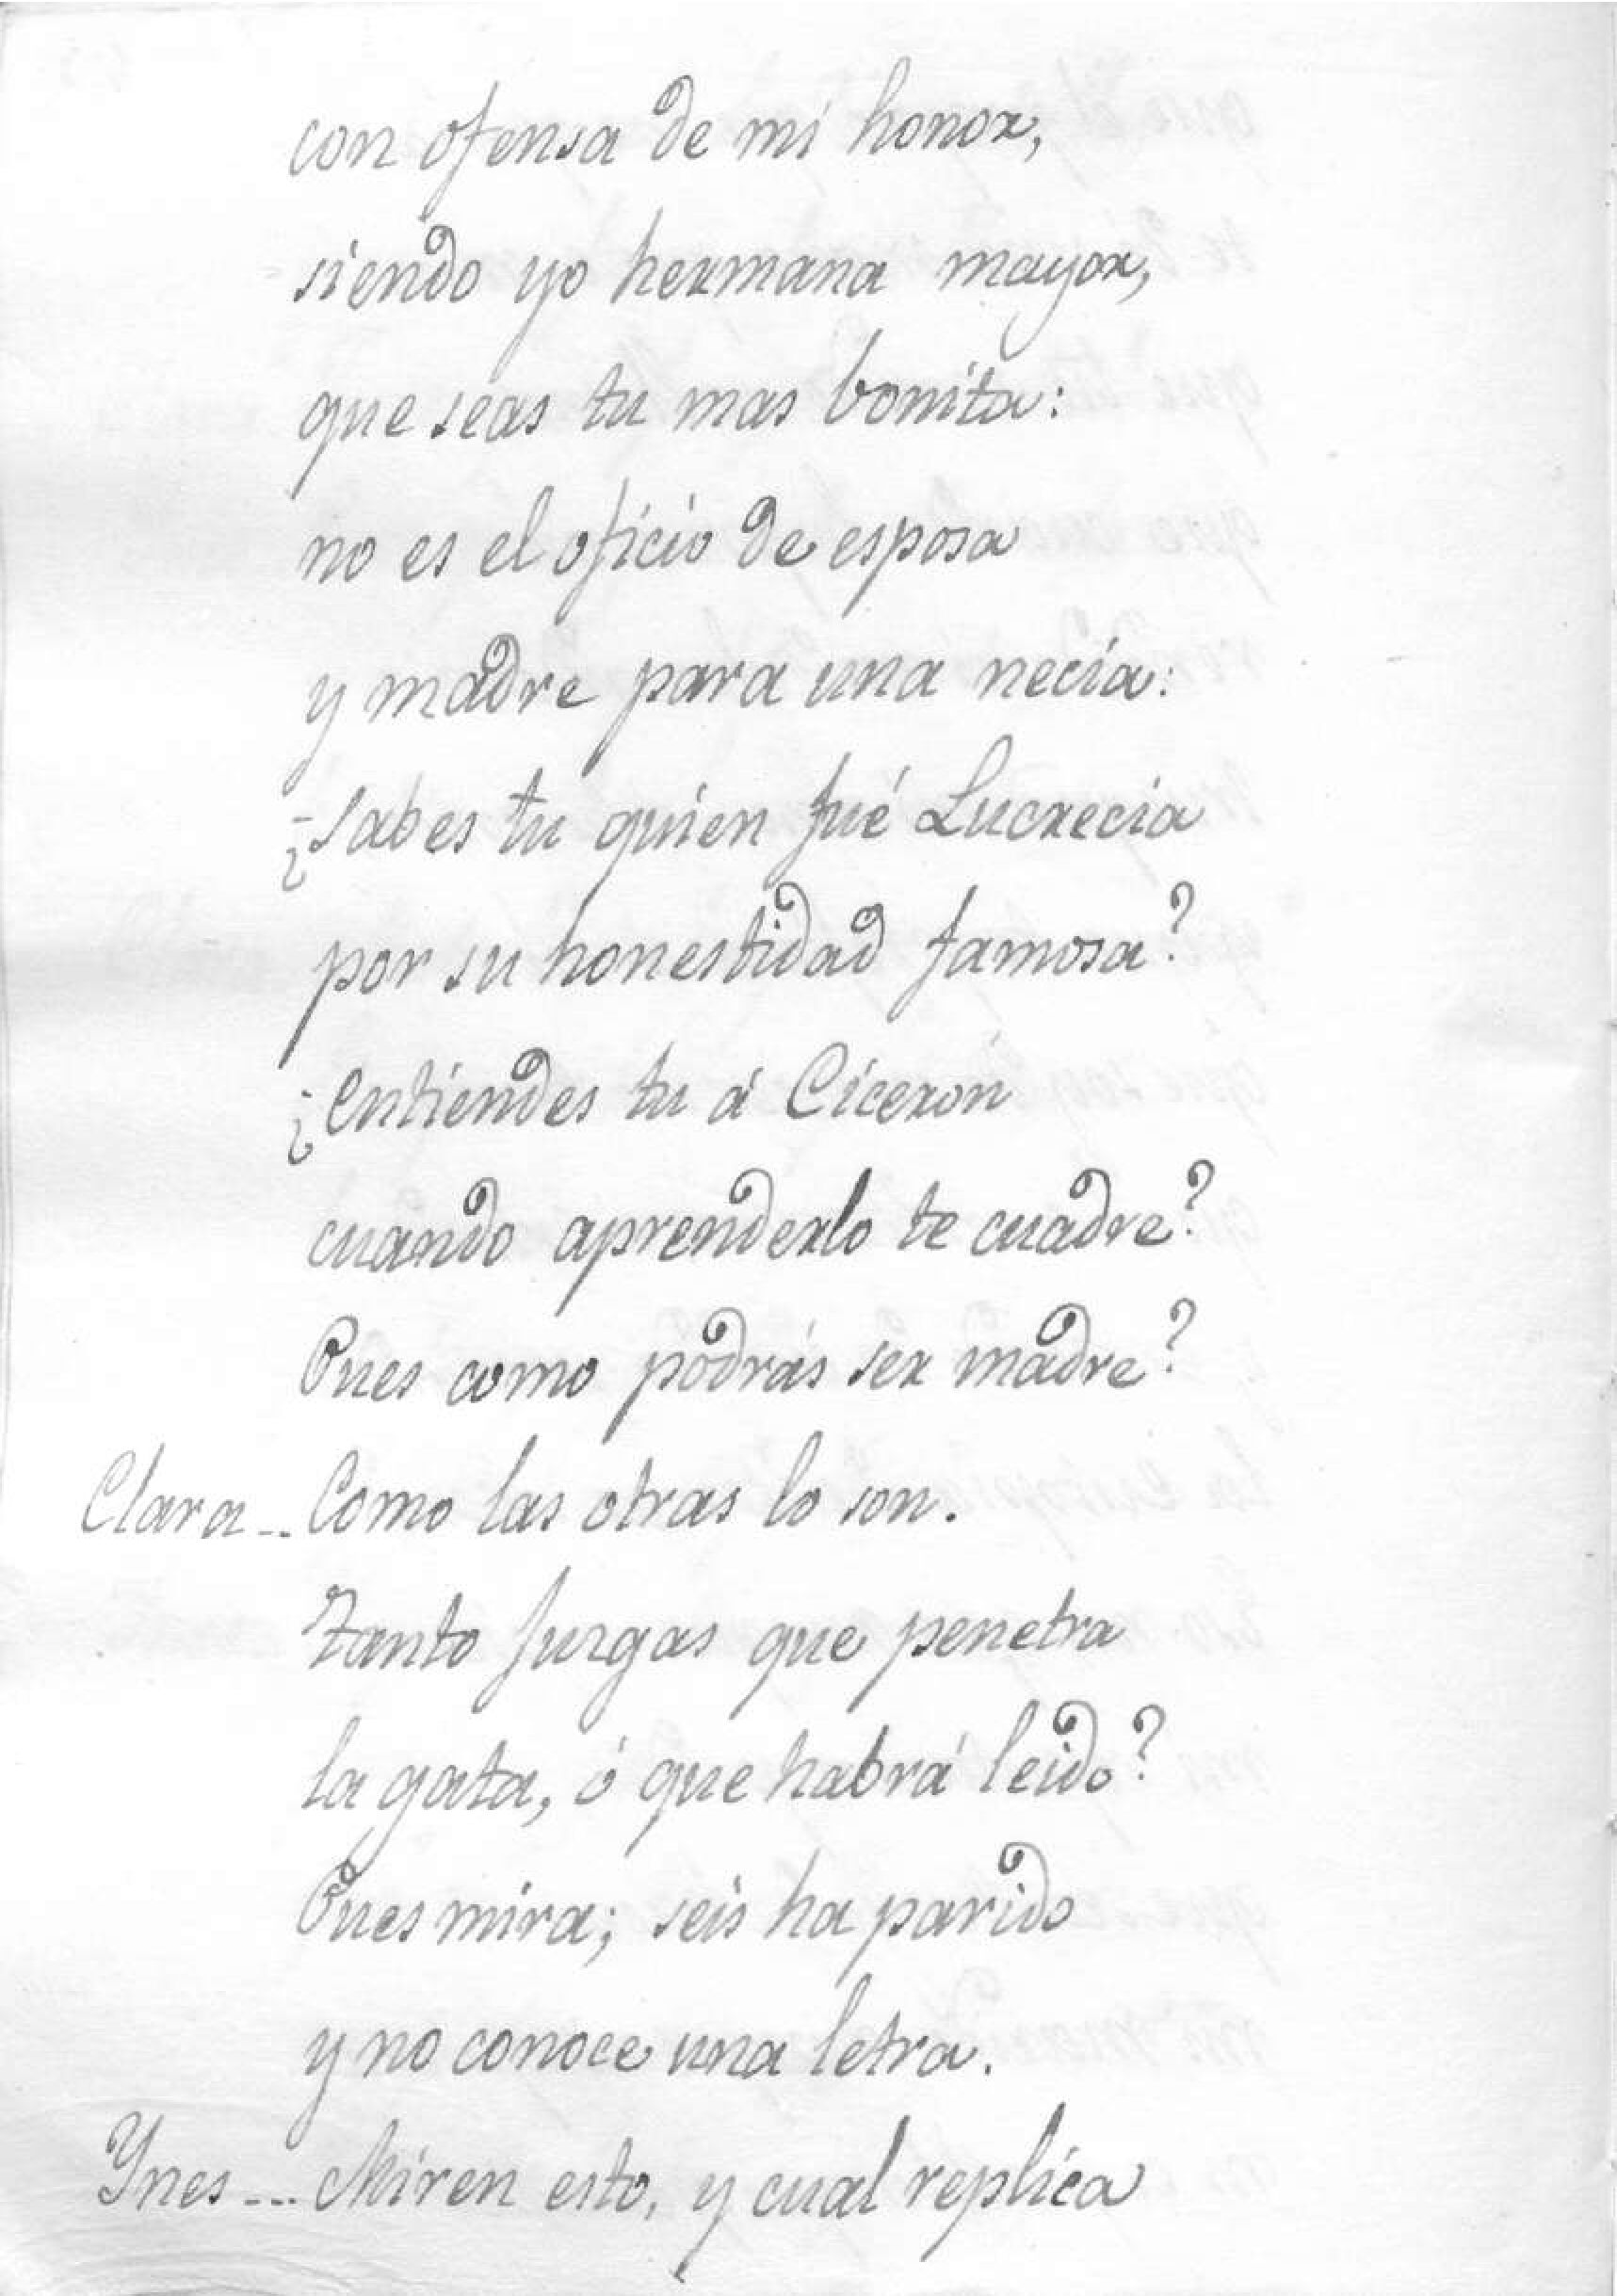 con ofensa de mi honor,
siendo yo hermana mayor,
que seas tu mas bonita:
no es el oficio de esposa
y madre para una necia:
¿Sabes tu quien fué Lucrecia
por su honestidad famosa?
¿Entiendes tu á Cicerón
cuando aprenderlo te cuadre?
Pues como podrás ser madre?
Clara... Como las otras lo son.
Tanto juzgas que penetra
la gata, ó que habrá leido?
Pues mira; seis ha parido
y no conoce una letra.
Ynes... Miren esto, y cual replica